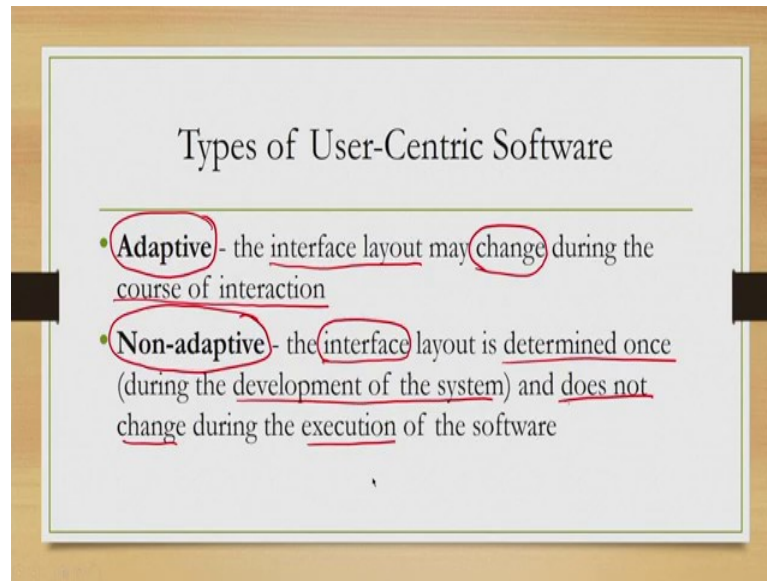 Types of User-Centric Software
• Adaptive - the interface layout may change during the
course of interaction
• Non-adaptive - the interface layout is determined once
(during the development of the system) and does not
change during the execution of the software